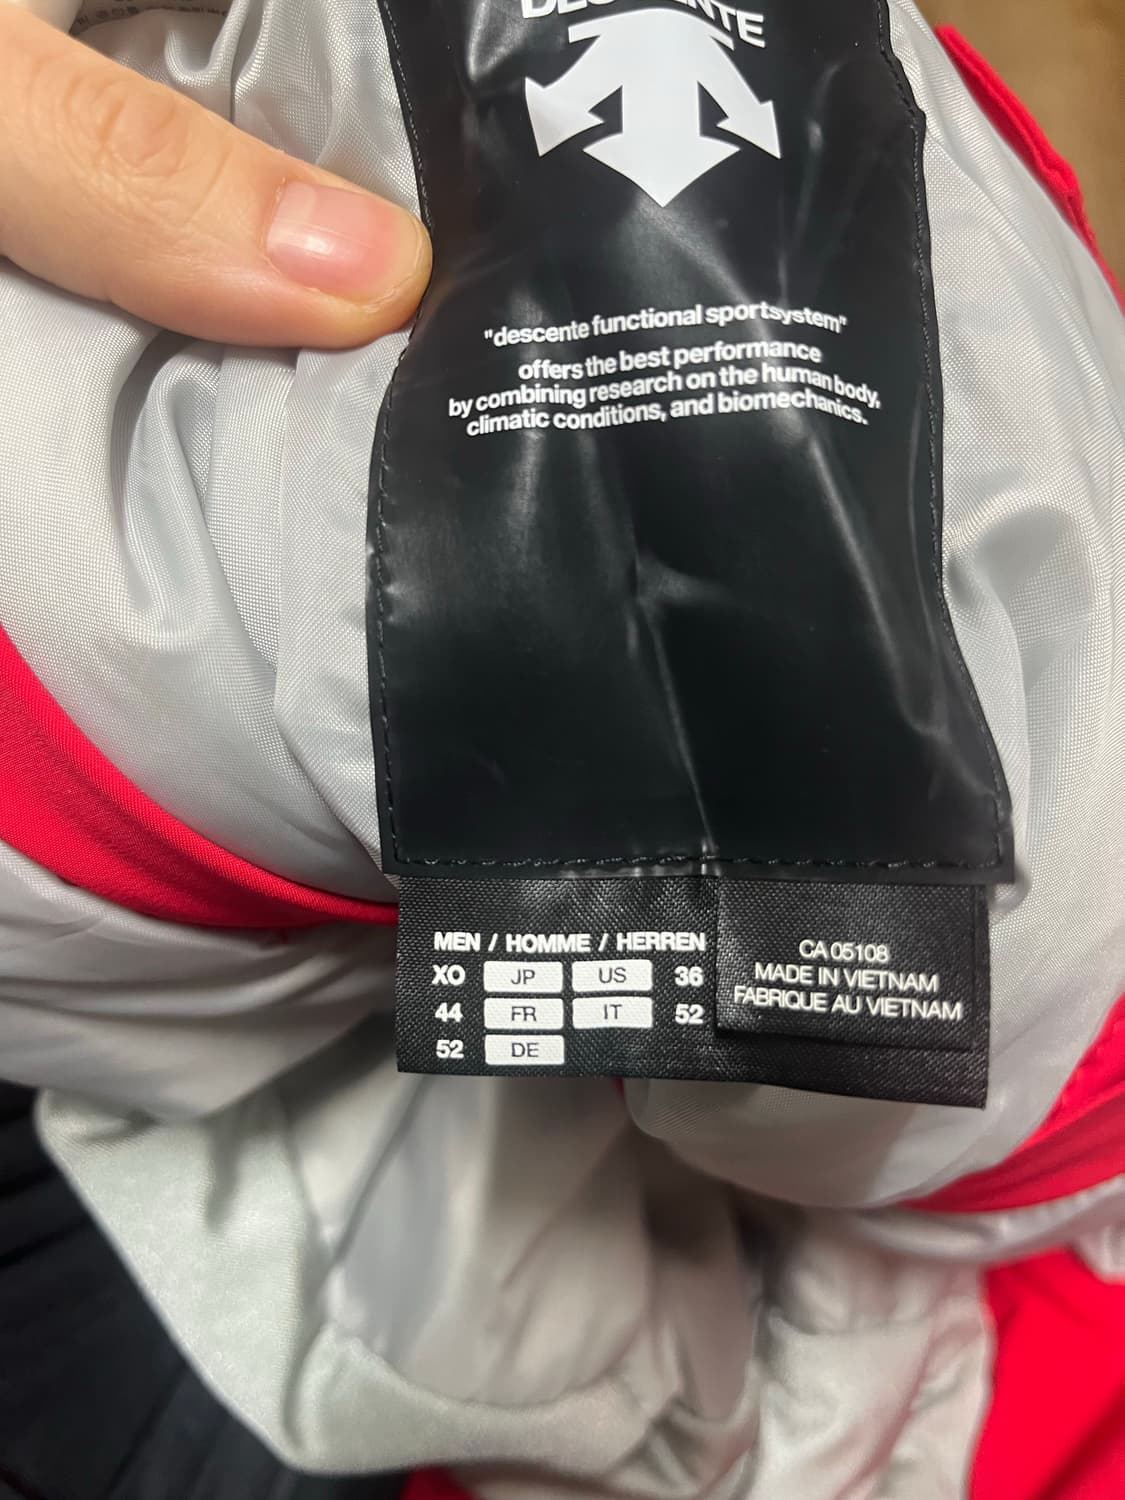 DESCENTE
"descente functional sportsystem"
offers the best performance
by combining research on the human body,
climatic conditions, and biomechanics.
MEN / HOMME / HERREN
XO JP US 36
44 FR IT 52
52 DE
CA 05108
MADE IN VIETNAM
FABRIQUE AU VIETNAM